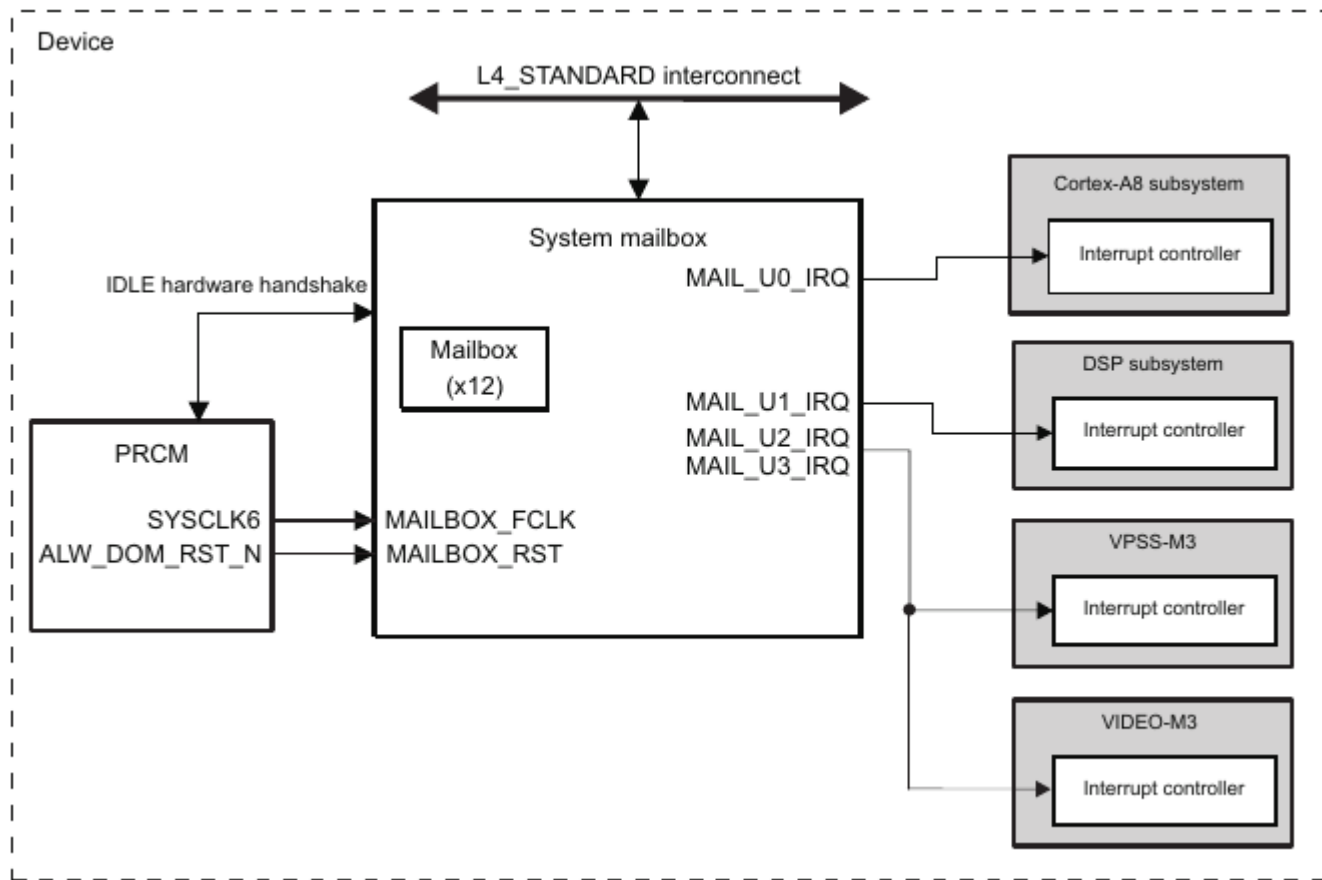 Device
L4_STANDARD interconnect
Cortex-A8 subsystem
Interrupt controller
System mailbox
MAIL_U0_IRQ
IDLE hardware handshake
Mailbox
(x12)
DSP subsystem
Interrupt controller
MAIL_U1_IRQ
MAIL_U2_IRQ
MAIL_U3_IRQ
PRCM
SYSCLK6
ALW_DOM_RST_N
MAILBOX_FCLK
MAILBOX_RST
VPSS-M3
Interrupt controller
VIDEO-M3
Interrupt controller